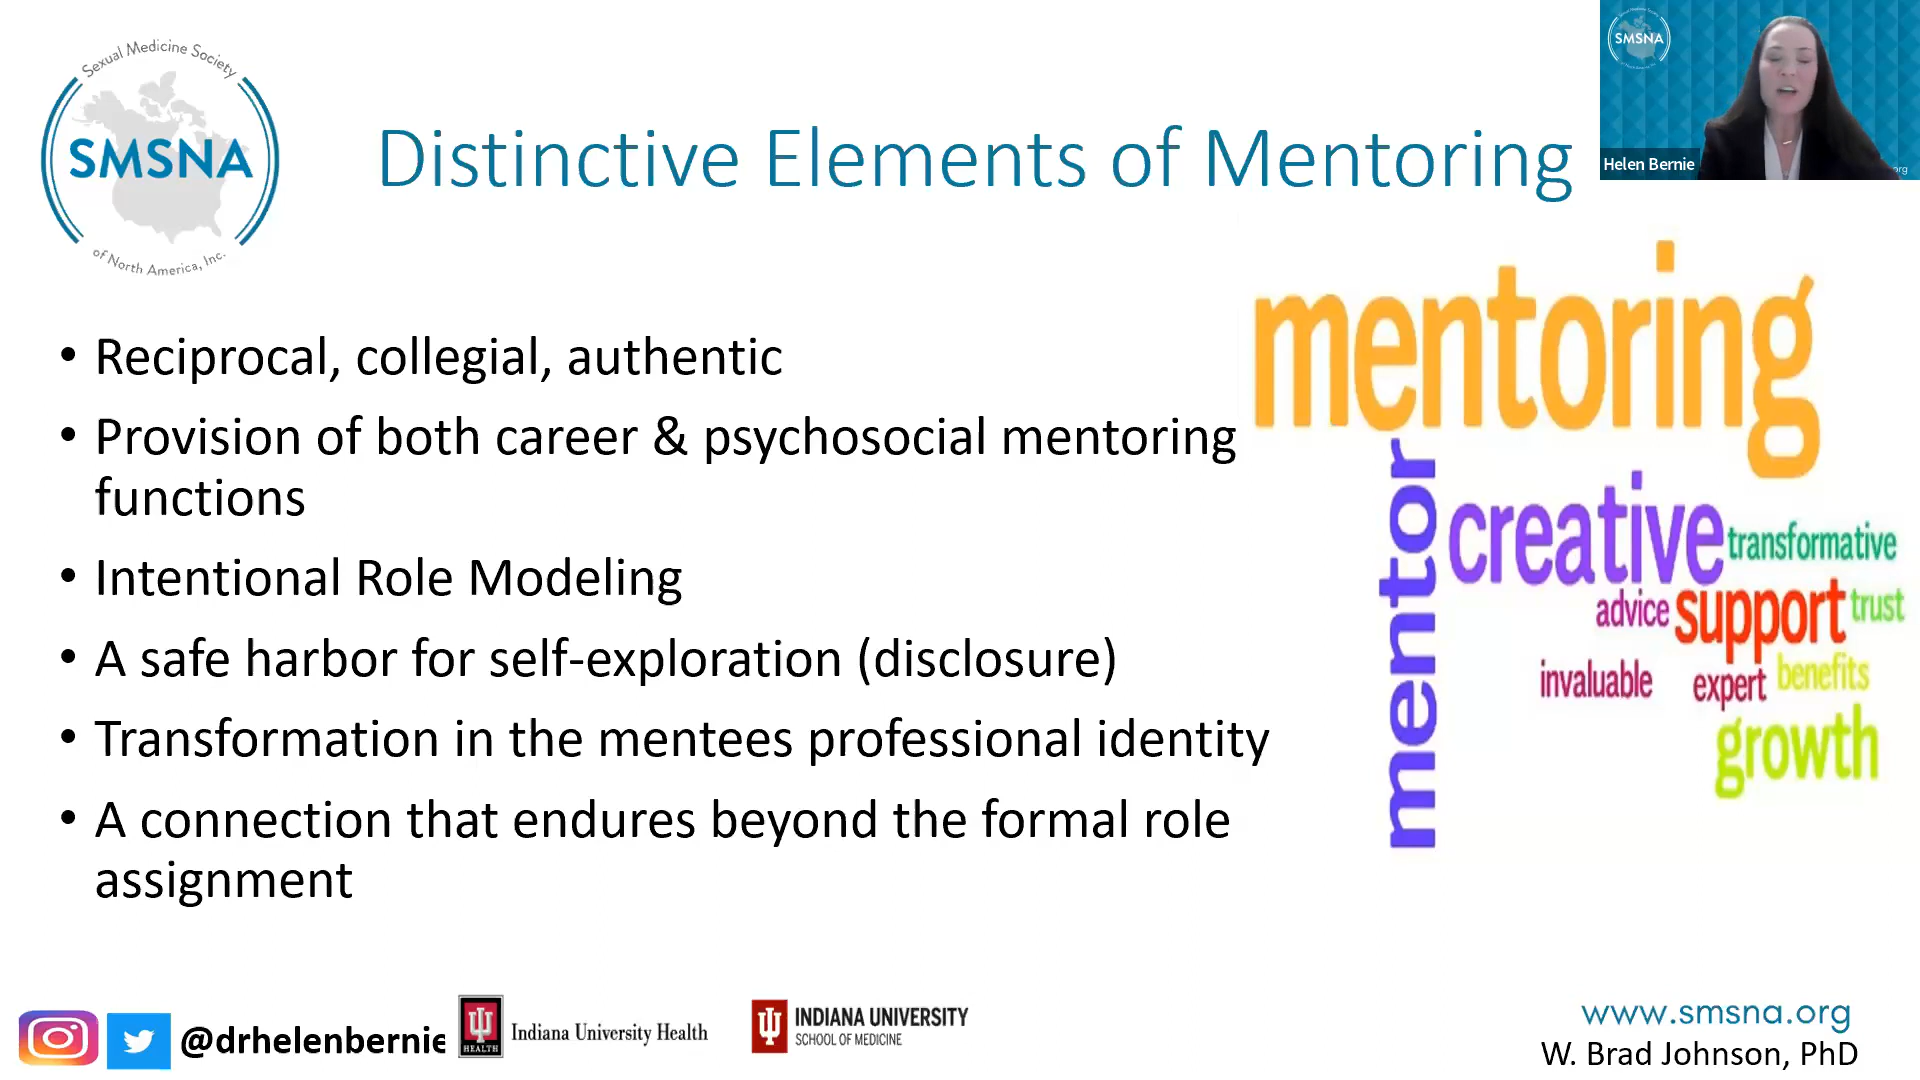 Sexual Medicine Society
SMSNA
of North America, Inc.
Distinctive Elements of Mentoring
SMSNA
Helen Bernie
org
• Reciprocal, collegial, authentic
• Provision of both career & psychosocial mentoring
functions
• Intentional Role Modeling
• A safe harbor for self-exploration (disclosure)
• Transformation in the mentees professional identity
• A connection that endures beyond the formal role
assignment
mentoring
mentor
creative
transformative
advice
support
trust
invaluable
expert
benefits
growth
@drhelenbernie
HEALTH
Indiana University Health
INDIANA UNIVERSITY
SCHOOL OF MEDICINE
www.smsna.org
W. Brad Johnson, PhD